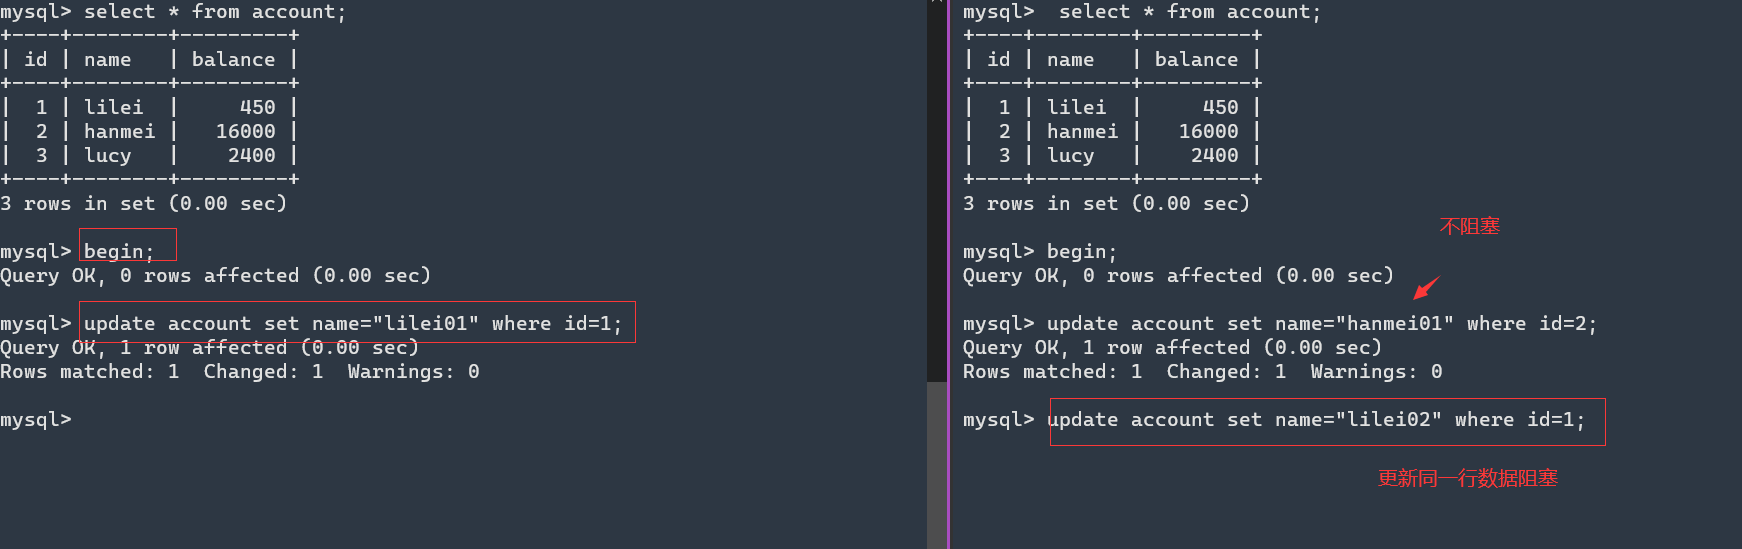 mysql> select * from account;
+----+--------+---------+
| id | name   | balance |
+----+--------+---------+
|  1 | lilei  |     450 |
|  2 | hanmei |   16000 |
|  3 | lucy   |    2400 |
+----+--------+---------+
3 rows in set (0.00 sec)
mysql> begin;
Query OK, 0 rows affected (0.00 sec)
mysql> update account set name="lilei01" where id=1;
Query OK, 1 row affected (0.00 sec)
Rows matched: 1  Changed: 1  Warnings: 0
mysql>
mysql>  select * from account;
+----+--------+---------+
| id | name   | balance |
+----+--------+---------+
|  1 | lilei  |     450 |
|  2 | hanmei |   16000 |
|  3 | lucy   |    2400 |
+----+--------+---------+
3 rows in set (0.00 sec)
不阻塞
mysql> begin;
Query OK, 0 rows affected (0.00 sec)
mysql> update account set name="hanmei01" where id=2;
Query OK, 1 row affected (0.00 sec)
Rows matched: 1  Changed: 1  Warnings: 0
mysql> update account set name="lilei02" where id=1;
更新同一行数据阻塞